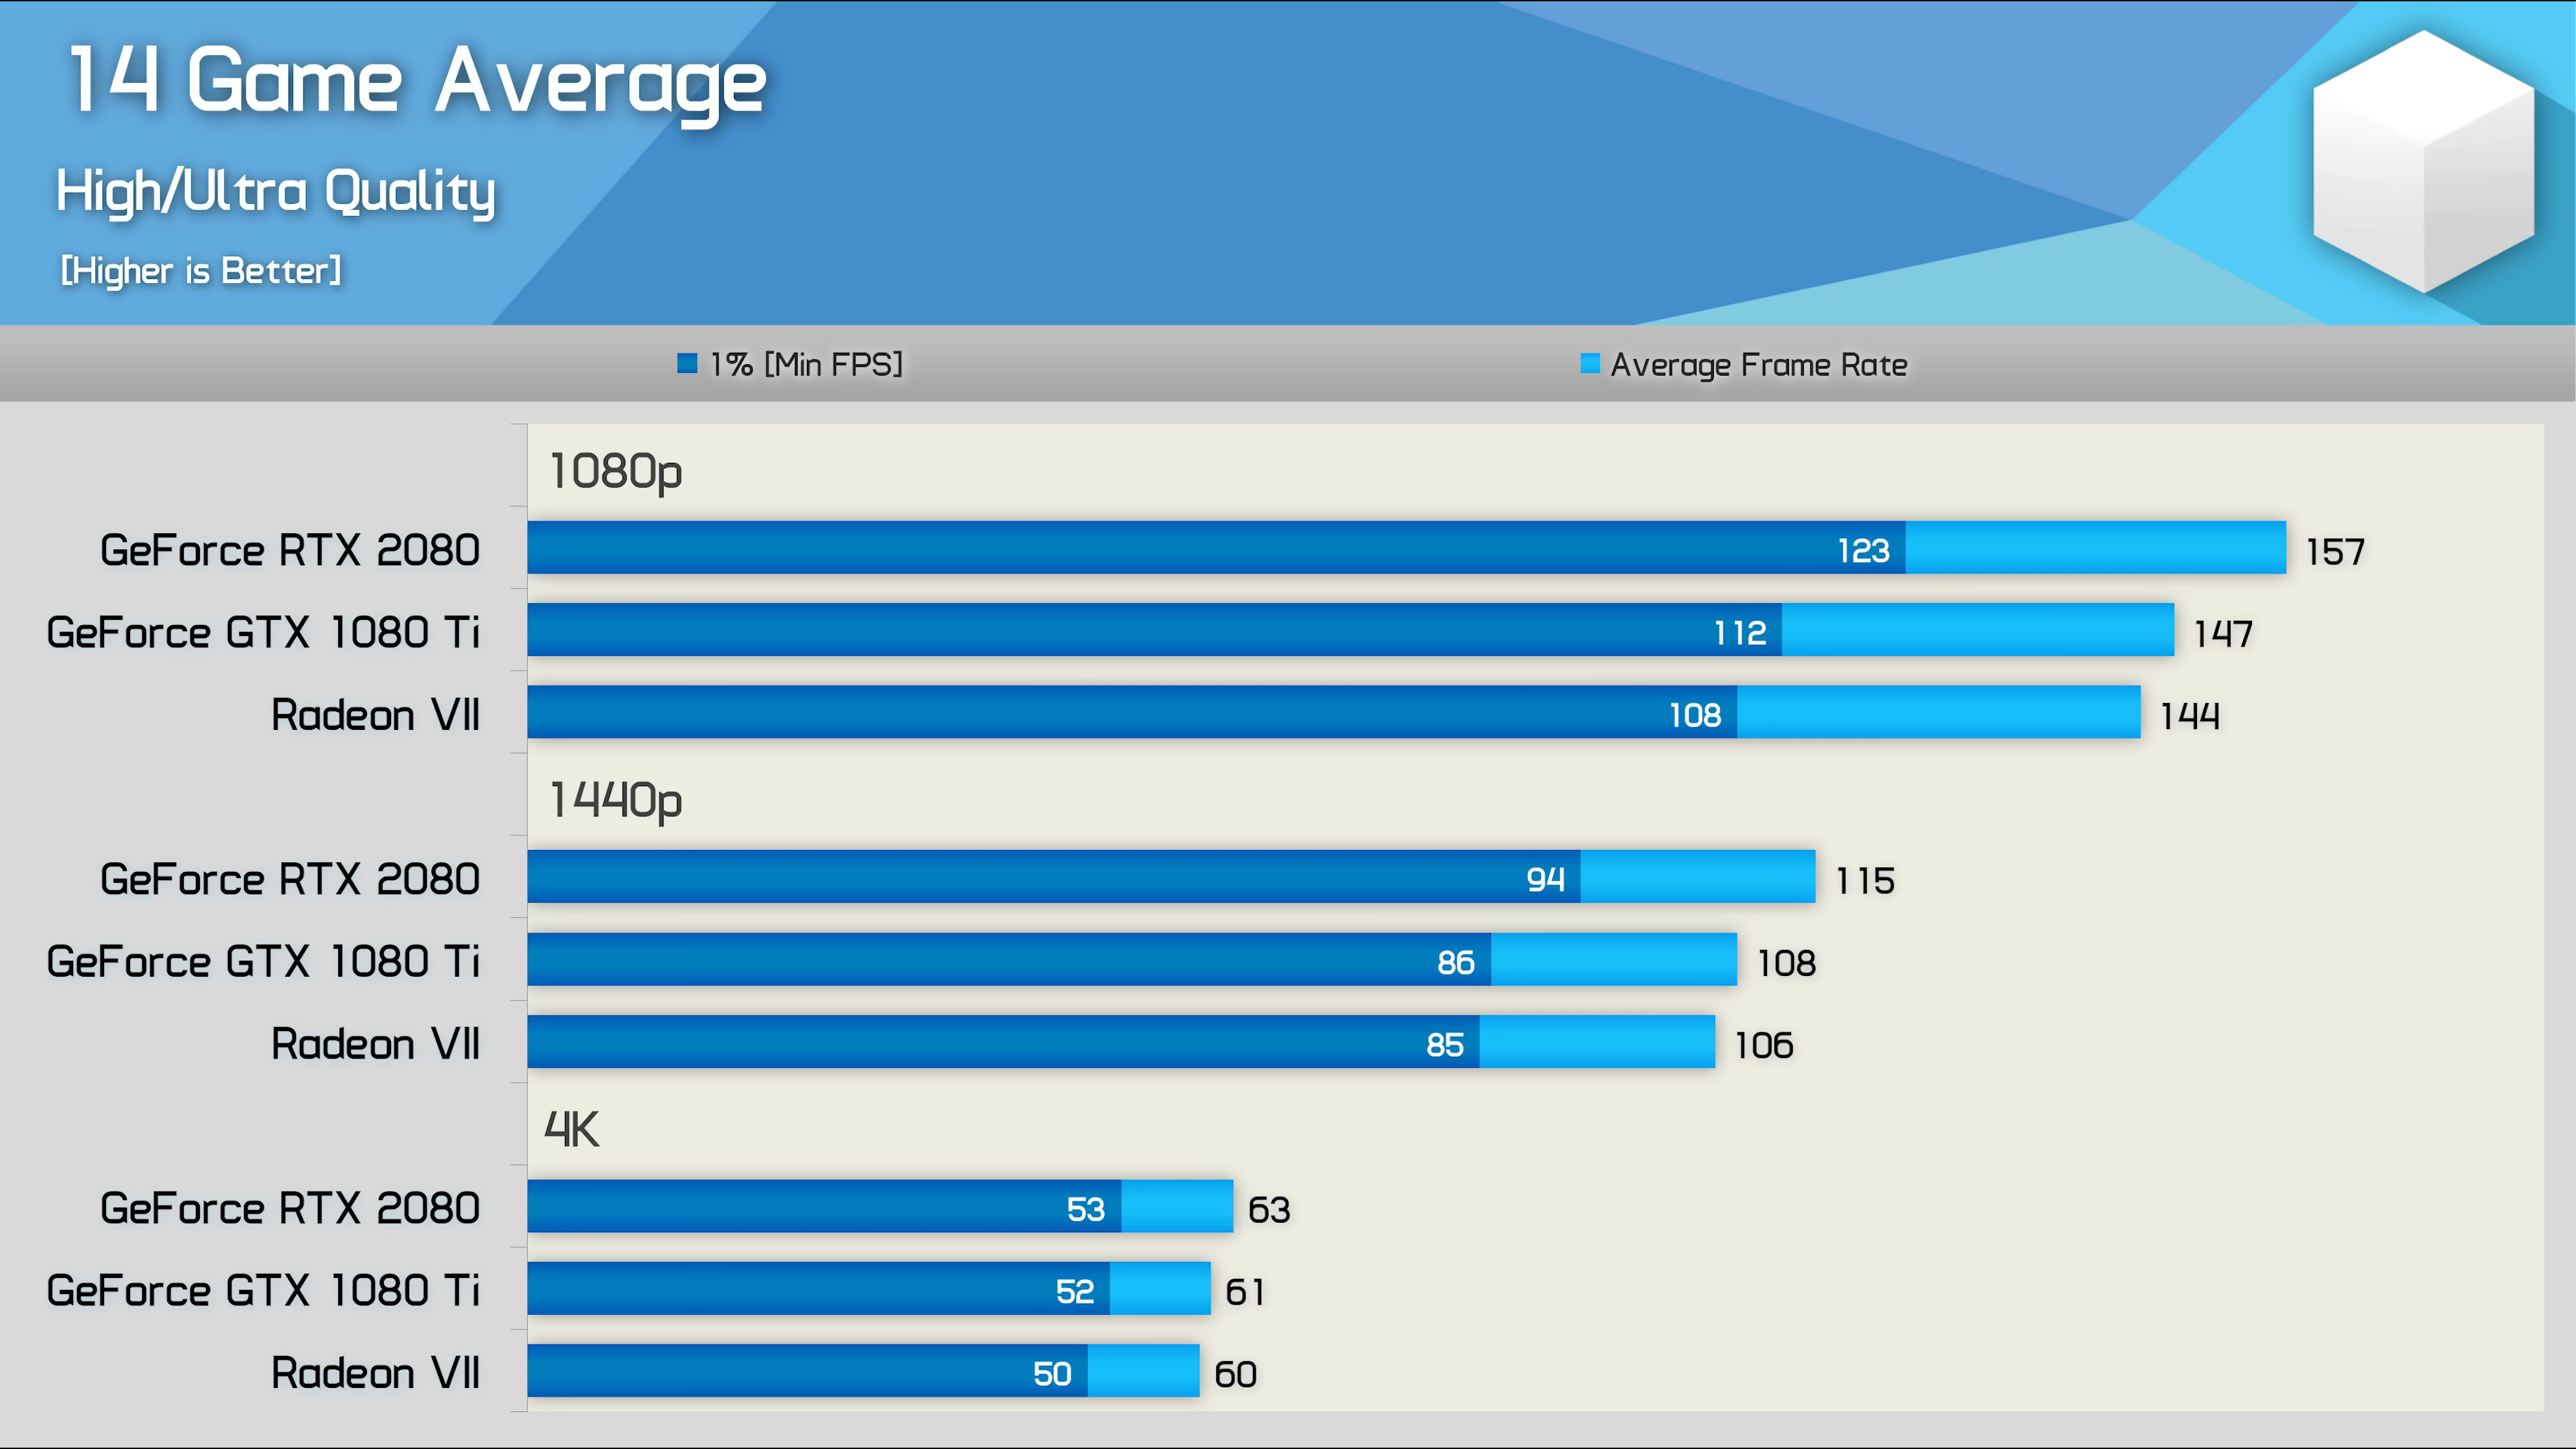 14 Game Average
High/Ultra Quality
[Higher is Better]
1% [Min FPS] Average Frame Rate
1080p
GeForce RTX 2080 123 157
GeForce GTX 1080 Ti 112 147
Radeon VII 108 144
1440p
GeForce RTX 2080 94 115
GeForce GTX 1080 Ti 86 108
Radeon VII 85 106
4K
GeForce RTX 2080 53 63
GeForce GTX 1080 Ti 52 61
Radeon VII 50 60